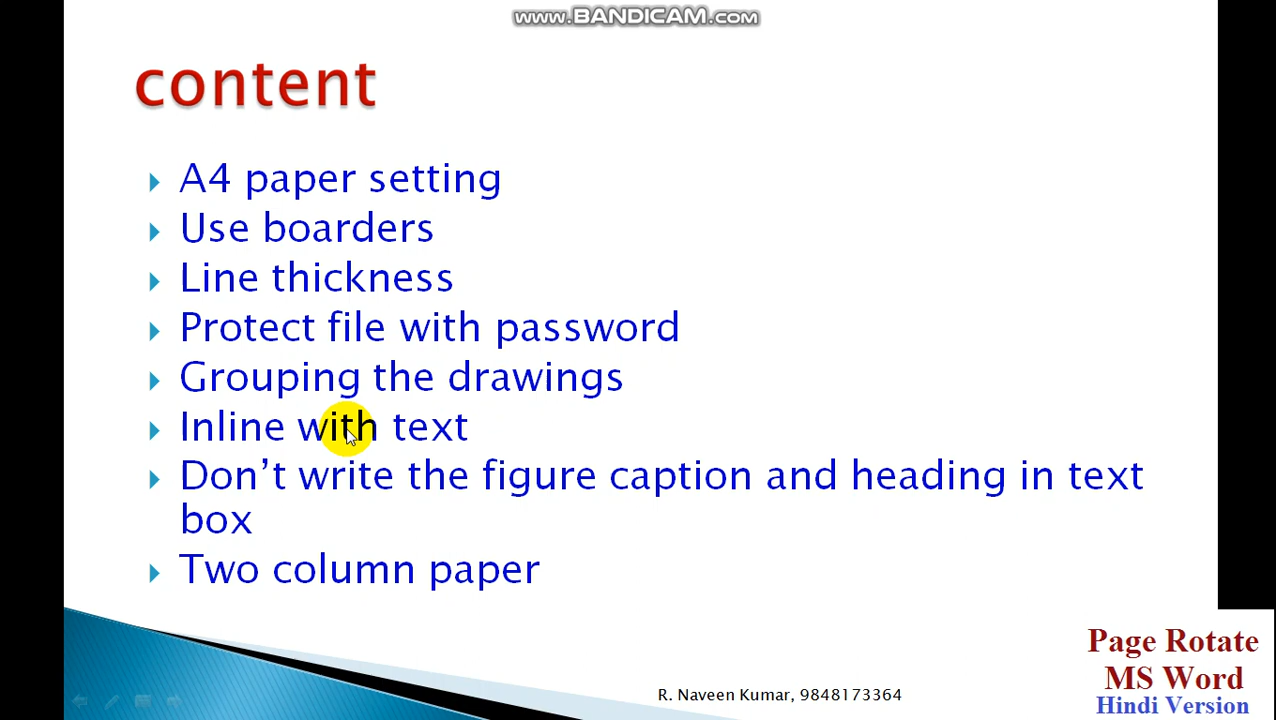 www.BANDICAM.com
content
A4 paper setting
Use boarders
Line thickness
Protect file with password
Grouping the drawings
Inline with text
Don’t write the figure caption and heading in text
box
Two column paper
R. Naveen Kumar, 9848173364
Page Rotate
MS Word
Hindi Version